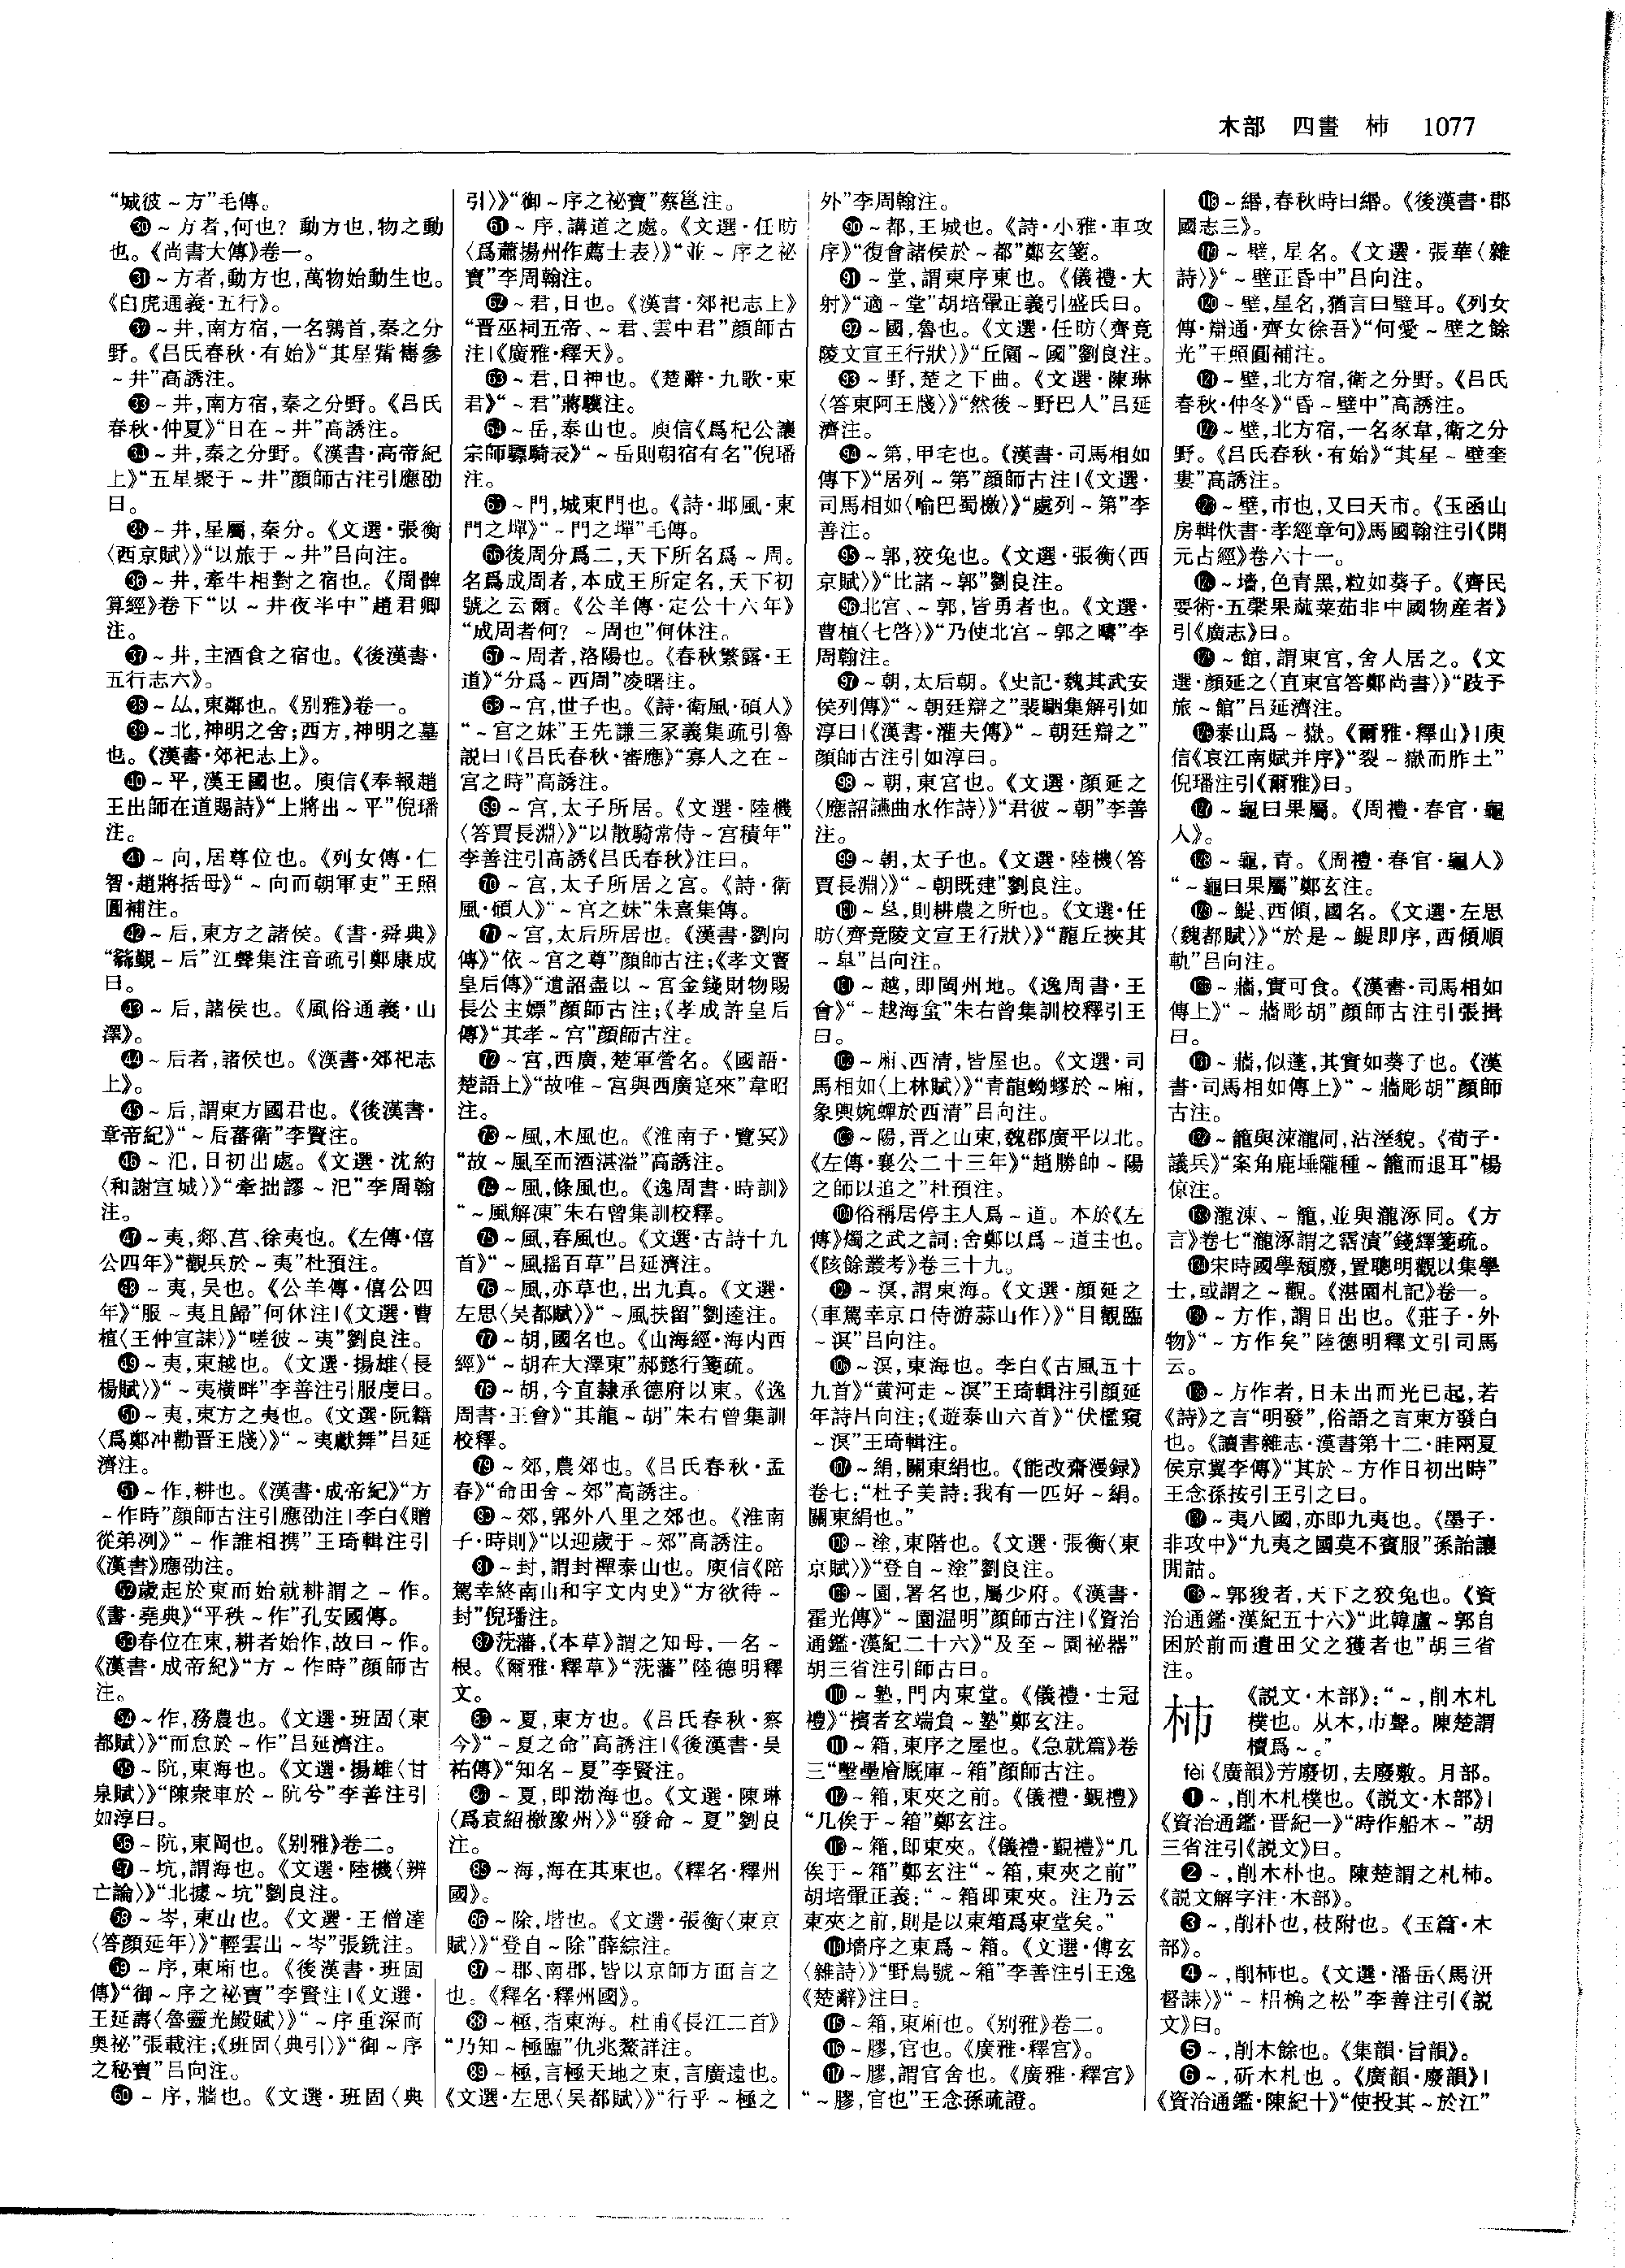 木部　四畫　柿　1077
“城彼～方”毛傳。
㉚～方者,何也？動方也,物之動
也。《尚書大傳》卷一。
㉛～方者,動方也,萬物始動生也。
《白虎通義·五行》。
㉜～井,南方宿,一名鶉首,秦之分
野。《吕氏春秋·有始》“其星觜巂參
～井”高誘注。
㉝～井,南方宿,秦之分野。《吕氏
春秋·仲夏》“日在～井”高誘注。
㉞～井,秦之分野。《漢書·高帝紀
上》“五星聚于～井”顔師古注引應劭
曰。
㉟～井,星屬,秦分。《文選·張衡
〈西京賦〉》“以旅于～井”吕向注。
㊱～井,牽牛相對之宿也。《周髀
算經》卷下“以～井夜半中”趙君卿
注。
㊲～井,主酒食之宿也。《後漢書·
五行志六》。
㊳～厸,東鄰也。《别雅》卷一。
㊴～北,神明之舍;西方,神明之墓
也。《漢書·郊祀志上》。
㊵～平,漢王國也。庾信《奉報趙
王出師在道賜詩》“上將出～平”倪璠
注。
㊶～向,居尊位也。《列女傳·仁
智·趙將括母》“～向而朝軍吏”王照
圓補注。
㊷～后,東方之諸侯。《書·舜典》
“䌛覲～后”江聲集注音疏引鄭康成
曰。
㊸～后,諸侯也。《風俗通義·山
澤》。
㊹～后者,諸侯也。《漢書·郊祀志
上》。
㊺～后,謂東方國君也。《後漢書·
章帝紀》“～后蕃衛”李賢注。
㊻～汜,日初出處。《文選·沈約
〈和謝宣城〉》“牽拙謬～汜”李周翰
注。
㊼～夷,郯、莒、徐夷也。《左傳·僖
公四年》“觀兵於～夷”杜預注。
㊽～夷,吴也。《公羊傳·僖公四
年》“服～夷且歸”何休注|《文選·曹
植〈王仲宣誄〉》“嗟彼～夷”劉良注。
㊾～夷,東越也。《文選·揚雄〈長
楊賦〉》“～夷横畔”李善注引服虔曰。
㊿～夷,東方之夷也。《文選·阮籍
〈爲鄭冲勸晋王牋〉》“～夷獻舞”吕延
濟注。
51～作,耕也。《漢書·成帝紀》“方
～作時”顔師古注引應劭注|李白《贈
從弟冽》“～作誰相携”王琦輯注引
《漢書》應劭注。
52歲起於東而始就耕謂之～作。
《書·堯典》“平秩～作”孔安國傳。
53春位在東,耕者始作,故曰～作。
《漢書·成帝紀》“方～作時”顔師古
注。
54～作,務農也。《文選·班固〈東
都賦〉》“而怠於～作”吕延濟注。
55～阬,東海也。《文選·揚雄〈甘
泉賦〉》“陳衆車於～阬兮”李善注引
如淳曰。
56～阬,東岡也。《别雅》卷二。
57～坑,謂海也。《文選·陸機〈辨
亡論〉》“北據～坑”劉良注。
58～岑,東山也。《文選·王僧達
〈答顔延年〉》“輕雲出～岑”張銑注。
59～序,東廂也。《後漢書·班固
傳》“御～序之祕寶”李賢注|《文選·
王延壽〈魯靈光殿賦〉》“～序重深而
奥祕”張載注;《班固〈典引〉》“御～序
之秘寶”吕向注。
60～序,牆也。《文選·班固〈典
引〉》“御～序之祕寶”蔡邕注。
61～序,講道之處。《文選·任昉
〈爲蕭揚州作薦士表〉》“並～序之祕
寶”李周翰注。
62～君,日也。《漢書·郊祀志上》
“晋巫祠五帝、～君、雲中君”顔師古
注|《廣雅·釋天》。
63～君,日神也。《楚辭·九歌·東
君》“～君”蔣驥注。
64～岳,泰山也。庾信《爲杞公讓
宗師驃騎表》“～岳則朝宿有名”倪璠
注。
65～門,城東門也。《詩·邶風·東
門之墠》“～門之墠”毛傳。
66後周分爲二,天下所名爲～周。
名爲成周者,本成王所定名,天下初
號之云爾。《公羊傳·定公十六年》
“成周者何？～周也”何休注。
67～周者,洛陽也。《春秋繁露·王
道》“分爲～西周”凌曙注。
68～宫,世子也。《詩·衛風·碩人》
“～宫之妹”王先謙三家義集疏引魯
説曰|《吕氏春秋·審應》“寡人之在～
宫之時”高誘注。
69～宫,太子所居。《文選·陸機
〈答賈長淵〉》“以散騎常侍～宫積年”
李善注引高誘《吕氏春秋》注曰。
70～宫,太子所居之宫。《詩·衛
風·碩人》“～宫之妹”朱熹集傳。
71～宫,太后所居也。《漢書·劉向
傳》“依～宫之尊”顔師古注;《孝文竇
皇后傳》“遺詔盡以～宫金錢財物賜
長公主嫖”顔師古注;《孝成許皇后
傳》“其孝～宫”顔師古注。
72～宫,西廣,楚軍營名。《國語·
楚語上》“故唯～宫與西廣寔來”韋昭
注。
73～風,木風也。《淮南子·覽冥》
“故～風至而酒湛溢”高誘注。
74～風,條風也。《逸周書·時訓》
“～風解凍”朱右曾集訓校釋。
75～風,春風也。《文選·古詩十九
首》“～風摇百草”吕延濟注。
76～風,亦草也,出九真。《文選·
左思〈吴都賦〉》“～風扶留”劉逵注。
77～胡,國名也。《山海經·海内西
經》“～胡在大澤東”郝懿行箋疏。
78～胡,今直隸承德府以東。《逸
周書·王會》“其龍～胡”朱右曾集訓
校釋。
79～郊,農郊也。《吕氏春秋·孟
春》“命田舍～郊”高誘注。
80～郊,郭外八里之郊也。《淮南
子·時則》“以迎歲于～郊”高誘注。
81～封,謂封禪泰山也。庾信《陪
駕幸終南山和宇文内史》“方欲待～
封”倪璠注。
82莐藩,《本草》謂之知母,一名～
根。《爾雅·釋草》“莐藩”陸德明釋
文。
83～夏,東方也。《吕氏春秋·察
今》“～夏之命”高誘注|《後漢書·吴
祐傳》“知名～夏”李賢注。
84～夏,即渤海也。《文選·陳琳
〈爲袁紹檄豫州〉》“發命～夏”劉良
注。
85～海,海在其東也。《釋名·釋州
國》。
86～除,堦也。《文選·張衡〈東京
賦〉》“登自～除”薛綜注。
87～郡、南郡,皆以京師方面言之
也。《釋名·釋州國》。
88～極,指東海。杜甫《長江二首》
“乃知～極臨”仇兆鰲詳注。
89～極,言極天地之東,言廣遠也。
《文選·左思〈吴都賦〉》“行乎～極之
外”李周翰注。
90～都,王城也。《詩·小雅·車攻
序》“復會諸侯於～都”鄭玄箋。
91～堂,謂東序東也。《儀禮·大
射》“適～堂”胡培翬正義引盛氏曰。
92～國,魯也。《文選·任昉〈齊竟
陵文宣王行狀〉》“丘園～國”劉良注。
93～野,楚之下曲。《文選·陳琳
〈答東阿王牋〉》“然後～野巴人”吕延
濟注。
94～第,甲宅也。《漢書·司馬相如
傳下》“居列～第”顔師古注|《文選·
司馬相如〈喻巴蜀檄〉》“處列～第”李
善注。
95～郭,狡兔也。《文選·張衡〈西
京賦〉》“比諸～郭”劉良注。
96北宫、～郭,皆勇者也。《文選·
曹植〈七啓〉》“乃使北宫～郭之疇”李
周翰注。
97～朝,太后朝。《史記·魏其武安
侯列傳》“～朝廷辯之”裴駰集解引如
淳曰|《漢書·灌夫傳》“～朝廷辯之”
顔師古注引如淳曰。
98～朝,東宫也。《文選·顔延之
〈應詔讌曲水作詩〉》“君彼～朝”李善
注。
99～朝,太子也。《文選·陸機〈答
賈長淵〉》“～朝既建”劉良注。
100～皋,則耕農之所也。《文選·任
昉〈齊竟陵文宣王行狀〉》“龍丘狹其
～皋”吕向注。
101～越,即閩州地。《逸周書·王
會》“～越海蛤”朱右曾集訓校釋引王
曰。
102～廂、西清,皆屋也。《文選·司
馬相如〈上林賦〉》“青龍蚴蟉於～廂,
象輿婉蟬於西清”吕向注。
103～陽,晋之山東,魏郡廣平以北。
《左傳·襄公二十三年》“趙勝帥～陽
之師以追之”杜預注。
104俗稱居停主人爲～道。本於《左
傳》燭之武之詞:舍鄭以爲～道主也。
《陔餘叢考》卷三十九。
105～溟,謂東海。《文選·顔延之
〈車駕幸京口侍游蒜山作〉》“目觀臨
～溟”吕向注。
106～溟,東海也。李白《古風五十
九首》“黄河走～溟”王琦輯注引顔延
年詩吕向注;《遊泰山六首》“伏檻窺
～溟”王琦輯注。
107～絹,關東絹也。《能改齋漫録》
卷七:“杜子美詩:我有一匹好～絹。
關東絹也。”
108～塗,東階也。《文選·張衡〈東
京賦〉》“登自～塗”劉良注。
109～園,署名也,屬少府。《漢書·
霍光傳》“～園温明”顔師古注|《資治
通鑑·漢紀二十六》“及至～園祕器”
胡三省注引師古曰。
110～塾,門内東堂。《儀禮·士冠
禮》“擯者玄端負～塾”鄭玄注。
111～箱,東序之屋也。《急就篇》卷
三“墼壘廥廄庫～箱”顔師古注。
112～箱,東夾之前。《儀禮·覲禮》
“几俟于～箱”鄭玄注。
113～箱,即東夾。《儀禮·覲禮》“几
俟于～箱”鄭玄注“～箱,東夾之前”
胡培翬正義:“～箱即東夾。注乃云
東夾之前,則是以東箱爲東堂矣。”
114墻序之東爲～箱。《文選·傅玄
〈雜詩〉》“野鳥號～箱”李善注引王逸
《楚辭》注曰。
115～箱,東廂也。《别雅》卷二。
116～膠,官也。《廣雅·釋宫》。
117～膠,謂官舍也。《廣雅·釋宫》
“～膠,官也”王念孫疏證。
118～緡,春秋時曰緡。《後漢書·郡
國志三》。
119～壁,星名。《文選·張華〈雜
詩〉》“～壁正昏中”吕向注。
120～壁,星名,猶言曰壁耳。《列女
傳·辯通·齊女徐吾》“何愛～壁之餘
光”王照圓補注。
121～壁,北方宿,衛之分野。《吕氏
春秋·仲冬》“昏～壁中”高誘注。
122～壁,北方宿,一名豕韋,衛之分
野。《吕氏春秋·有始》“其星～壁奎
婁”高誘注。
123～壁,市也,又曰天市。《玉函山
房輯佚書·孝經章句》馬國翰注引《開
元占經》卷六十一。
124～墻,色青黑,粒如葵子。《齊民
要術·五槃果蓏菜茹非中國物産者》
引《廣志》曰。
125～館,謂東宫,舍人居之。《文
選·顔延之〈直東宫答鄭尚書〉》“跂予
旅～館”吕延濟注。
126泰山爲～嶽。《爾雅·釋山》|庾
信《哀江南賦并序》“裂～嶽而胙土”
倪璠注引《爾雅》曰。
127～龜曰果屬。《周禮·春官·龜
人》。
128～龜,青。《周禮·春官·龜人》
“～龜曰果屬”鄭玄注。
129～鯷、西傾,國名。《文選·左思
〈魏都賦〉》“於是～鯷即序,西傾順
軌”吕向注。
130～牆,實可食。《漢書·司馬相如
傳上》“～牆彫胡”顔師古注引張揖
曰。
131～牆,似蓬,其實如葵了也。《漢
書·司馬相如傳上》“～牆彫胡”顔師
古注。
132～籠與涷瀧同,沾溼貌。《荀子·
議兵》“案角鹿埵隴種～籠而退耳”楊
倞注。
133瀧涷、～籠,並與瀧涿同。《方
言》卷七“瀧涿謂之霑漬”錢繹箋疏。
134宋時國學頽廢,置聰明觀以集學
士,或謂之～觀。《湛園札記》卷一。
135～方作,謂日出也。《莊子·外
物》“～方作矣”陸德明釋文引司馬
云。
136～方作者,日未出而光已起,若
《詩》之言“明發”,俗語之言東方發白
也。《讀書雜志·漢書第十二·眭兩夏
侯京翼李傳》“其於～方作日初出時”
王念孫按引王引之曰。
137～夷八國,亦即九夷也。《墨子·
非攻中》“九夷之國莫不賓服”孫詒讓
閒詁。
138～郭狻者,天下之狡兔也。《資
治通鑑·漢紀五十六》“此韓盧～郭自
困於前而遺田父之獲者也”胡三省
注。
柿　《説文·木部》:“～,削木札
樸也。从木,巿聲。陳楚謂
櫝爲～。”
fèi《廣韻》芳廢切,去廢敷。月部。
❶～,削木札樸也。《説文·木部》|
《資治通鑑·晋紀一》“時作船木～”胡
三省注引《説文》曰。
❷～,削木朴也。陳楚謂之札柿。
《説文解字注·木部》。
❸～,削朴也,枝附也。《玉篇·木
部》。
❹～,削柿也。《文選·潘岳〈馬汧
督誄〉》“～梠桷之松”李善注引《説
文》曰。
❺～,削木餘也。《集韻·旨韻》。
❻～,斫木札也。《廣韻·廢韻》|
《資治通鑑·陳紀十》“使投其～於江”